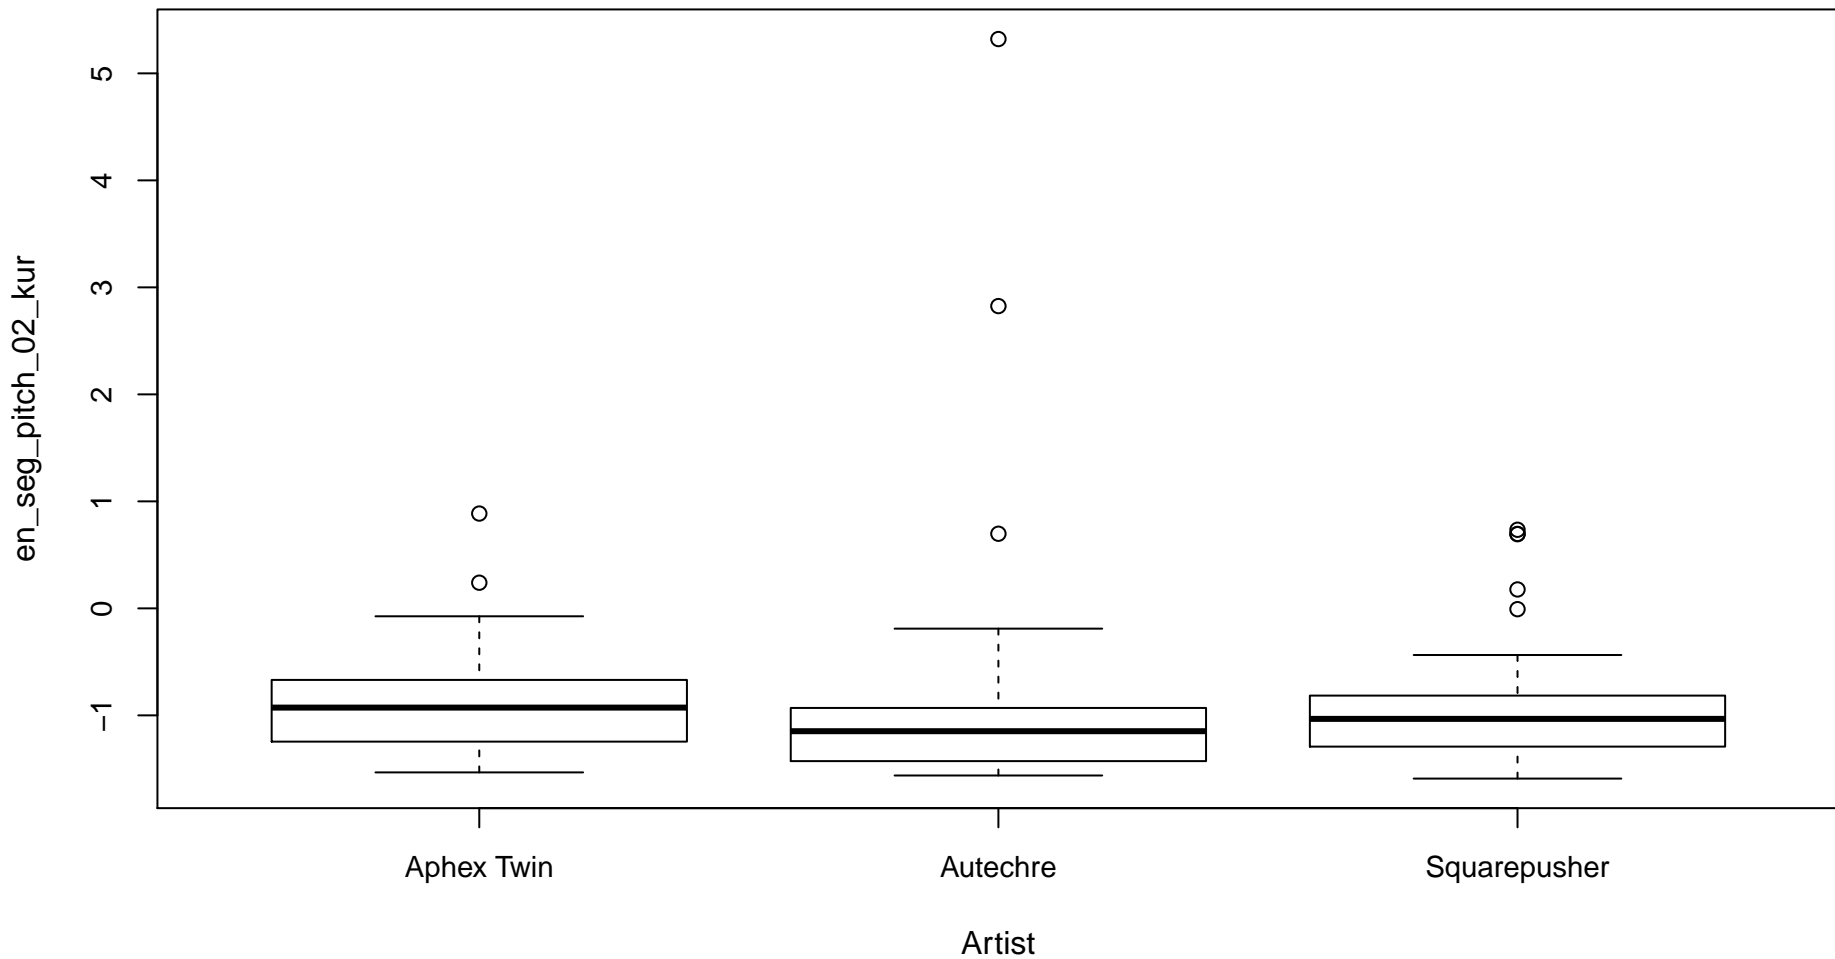 en_seg_pitch_02_kur
5
4
3
2
1
0
−1
Aphex Twin
Autechre
Squarepusher
Artist